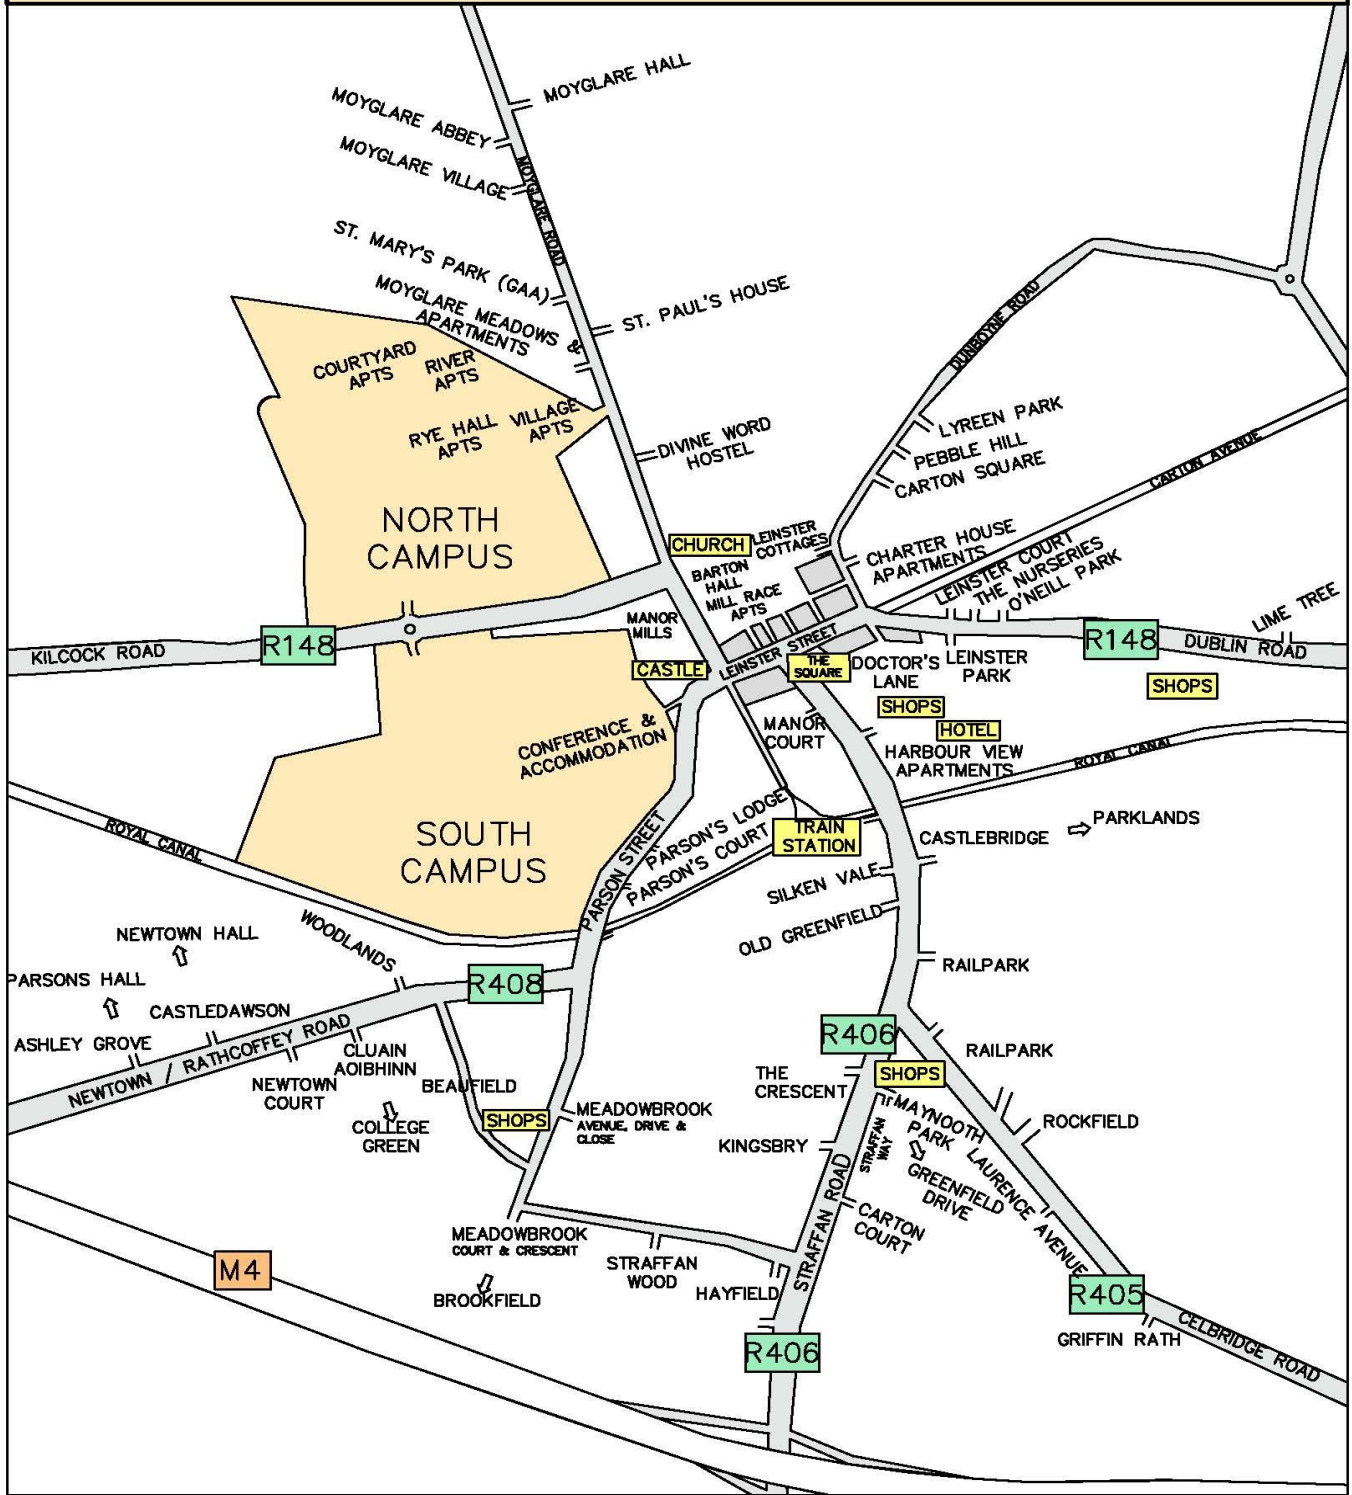 MOYGLARE HALL
MOYGLARE ABBEY
MOYGLARE VILLAGE
MOYGLARE ROAD
ST. MARY'S PARK (GAA)
MOYGLARE MEADOWS &
APARTMENTS
ST. PAUL'S HOUSE
COURTYARD
APTS
RIVER
APTS
RYE HALL
APTS
VILLAGE
APTS
DIVINE WORD
HOSTEL
DUNBOYNE ROAD
LYREEN PARK
PEBBLE HILL
CARTON SQUARE
CARTON AVENUE
NORTH
CAMPUS
CHURCH
LEINSTER
COTTAGES
BARTON
HALL
MILL RACE
APTS
CHARTER HOUSE
APARTMENTS
LEINSTER COURT
THE NURSERIES
O'NEILL PARK
LIME TREE
MANOR
MILLS
R148
KILCOCK ROAD
CASTLE
LEINSTER STREET
THE
SQUARE
DOCTOR'S
LANE
LEINSTER
PARK
R148
DUBLIN ROAD
SHOPS
SHOPS
HOTEL
MANOR
COURT
HARBOUR VIEW
APARTMENTS
ROYAL CANAL
CONFERENCE &
ACCOMMODATION
SOUTH
CAMPUS
ROYAL CANAL
PARSON STREET
PARSON'S LODGE
PARSON'S COURT
TRAIN
STATION
CASTLEBRIDGE
PARKLANDS
SILKEN VALE
OLD GREENFIELD
RAILPARK
WOODLANDS
NEWTOWN HALL
PARSONS HALL
CASTLEDAWSON
ASHLEY GROVE
R408
NEWTOWN / RATHCOFFEY ROAD
NEWTOWN
COURT
CLUAIN
AOIBHINN
COLLEGE
GREEN
BEAUFIELD
SHOPS
MEADOWBROOK
AVENUE, DRIVE &
CLOSE
R406
RAILPARK
THE
CRESCENT
SHOPS
MAYNOOTH
PARK
ROCKFIELD
KINGSBRY
STRAFFAN
WAY
GREENFIELD
DRIVE
LAURENCE AVENUE
STRAFFAN ROAD
CARTON
COURT
MEADOWBROOK
COURT & CRESCENT
BROOKFIELD
STRAFFAN
WOOD
HAYFIELD
M4
R405
GRIFFIN RATH
CELBRIDGE ROAD
R406